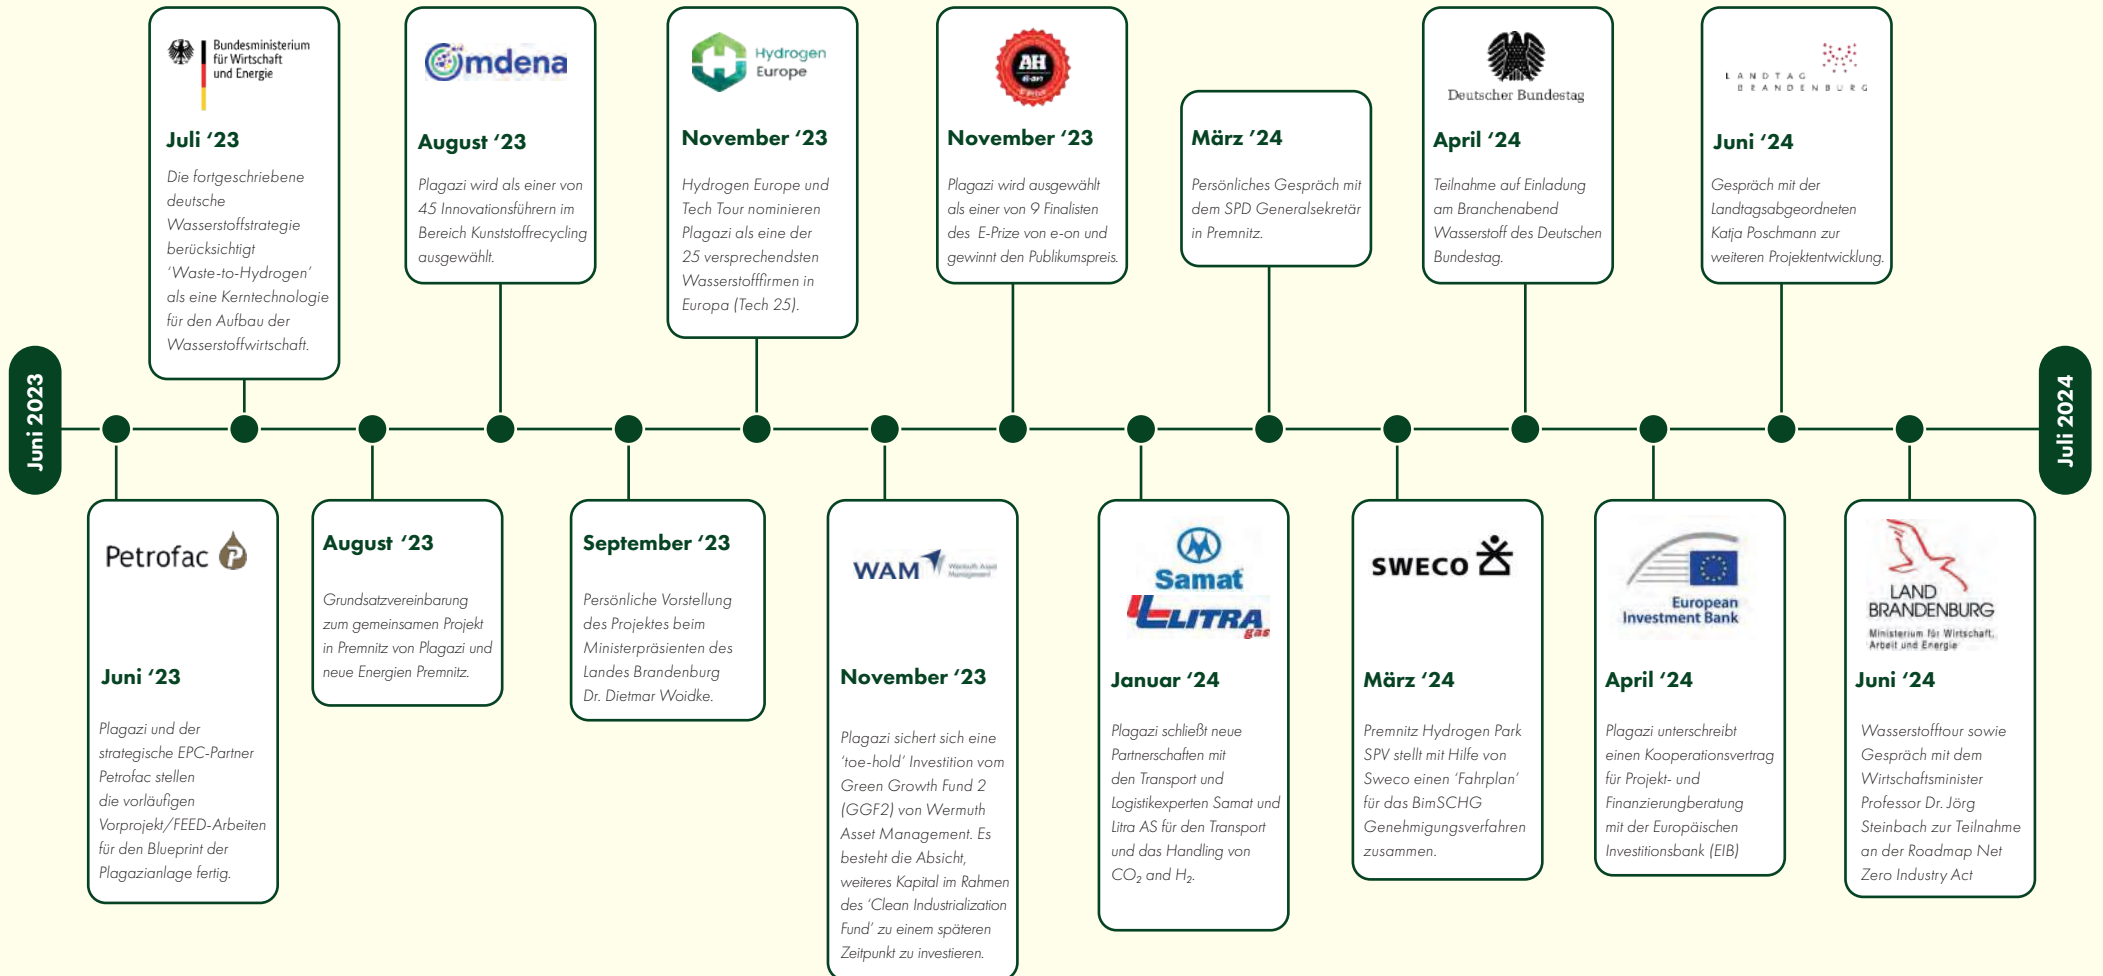 Juni 2023
Bundesministerium
für Wirtschaft
und Energie
Juli ‘23
Die fortgeschriebene
deutsche
Wasserstoffstrategie
berücksichtigt
‘Waste-to-Hydrogen’
als eine Kerntechnologie
für den Aufbau der
Wasserstoffwirtschaft.
Omdena
August ‘23
Plagazi wird als einer von
45 Innovationsführern im
Bereich Kunststoffrecycling
ausgewählt.
Hydrogen
Europe
November ‘23
Hydrogen Europe und
Tech Tour nominieren
Plagazi als eine der
25 versprechendsten
Wasserstofffirmen in
Europa (Tech 25).
AH
e-on
E-Prize
November ‘23
Plagazi wird ausgewählt
als einer von 9 Finalisten
des E-Prize von e-on und
gewinnt den Publikumspreis.
März ‘24
Persönliches Gespräch mit
dem SPD Generalsekretär
in Premnitz.
Deutscher Bundestag
April ‘24
Teilnahme auf Einladung
am Branchenabend
Wasserstoff des Deutschen
Bundestag.
LANDTAG
BRANDENBURG
Juni ‘24
Gespräch mit der
Landtagsabgeordneten
Katja Poschmann zur
weiteren Projektentwicklung.
Juli 2024
Petrofac
Juni ‘23
Plagazi und der
strategische EPC-Partner
Petrofac stellen
die vorläufigen
Vorprojekt/FEED-Arbeiten
für den Blueprint der
Plagazianlage fertig.
August ‘23
Grundsatzvereinbarung
zum gemeinsamen Projekt
in Premnitz von Plagazi und
neue Energien Premnitz.
September ‘23
Persönliche Vorstellung
des Projektes beim
Ministerpräsienten des
Landes Brandenburg
Dr. Dietmar Woidke.
WAM
Wermuth Asset
Management
November ‘23
Plagazi sichert sich eine
‘toe-hold’ Investition vom
Green Growth Fund 2
(GGF2) von Wermuth
Asset Management. Es
besteht die Absicht,
weiteres Kapital im Rahmen
des ‘Clean Industrialization
Fund’ zu einem späteren
Zeitpunkt zu investieren.
Samat
LITRA
gas
Januar ‘24
Plagazi schließt neue
Partnerschaften mit
den Transport und
Logistikexperten Samat und
Litra AS für den Transport
und das Handling von
CO₂ and H₂.
SWECO
März ‘24
Premnitz Hydrogen Park
SPV stellt mit Hilfe von
Sweco einen ‘Fahrplan’
für das BimSCHG
Genehmigungsverfahren
zusammen.
European
Investment Bank
April ‘24
Plagazi unterschreibt
einen Kooperationsvertrag
für Projekt- und
Finanzierungberatung
mit der Europäischen
Investitionsbank (EIB)
LAND
BRANDENBURG
Ministerium für Wirtschaft,
Arbeit und Energie
Juni ‘24
Wasserstofftour sowie
Gespräch mit dem
Wirtschaftsminister
Professor Dr. Jörg
Steinbach zur Teilnahme
an der Roadmap Net
Zero Industry Act